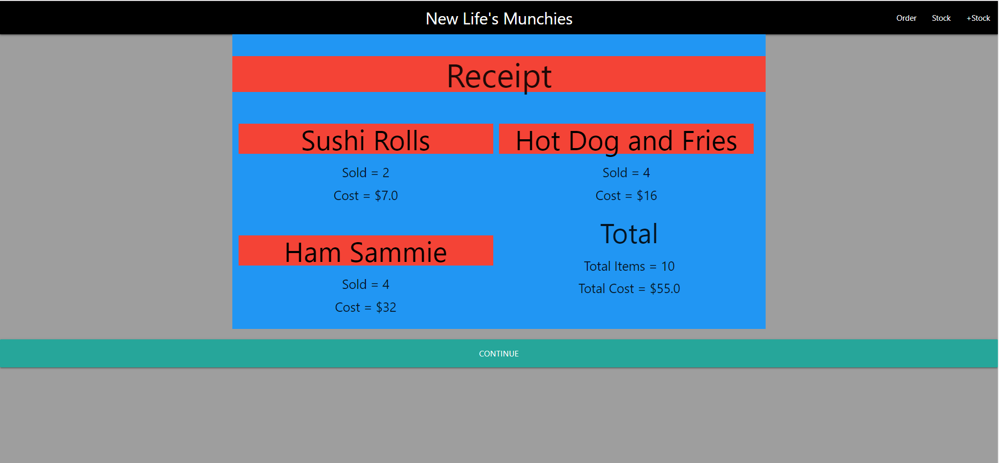 New Life's Munchies
Order
Stock
+Stock
Receipt
Sushi Rolls
Sold = 2
Cost = $7.0
Hot Dog and Fries
Sold = 4
Cost = $16
Ham Sammie
Sold = 4
Cost = $32
Total
Total Items = 10
Total Cost = $55.0
CONTINUE